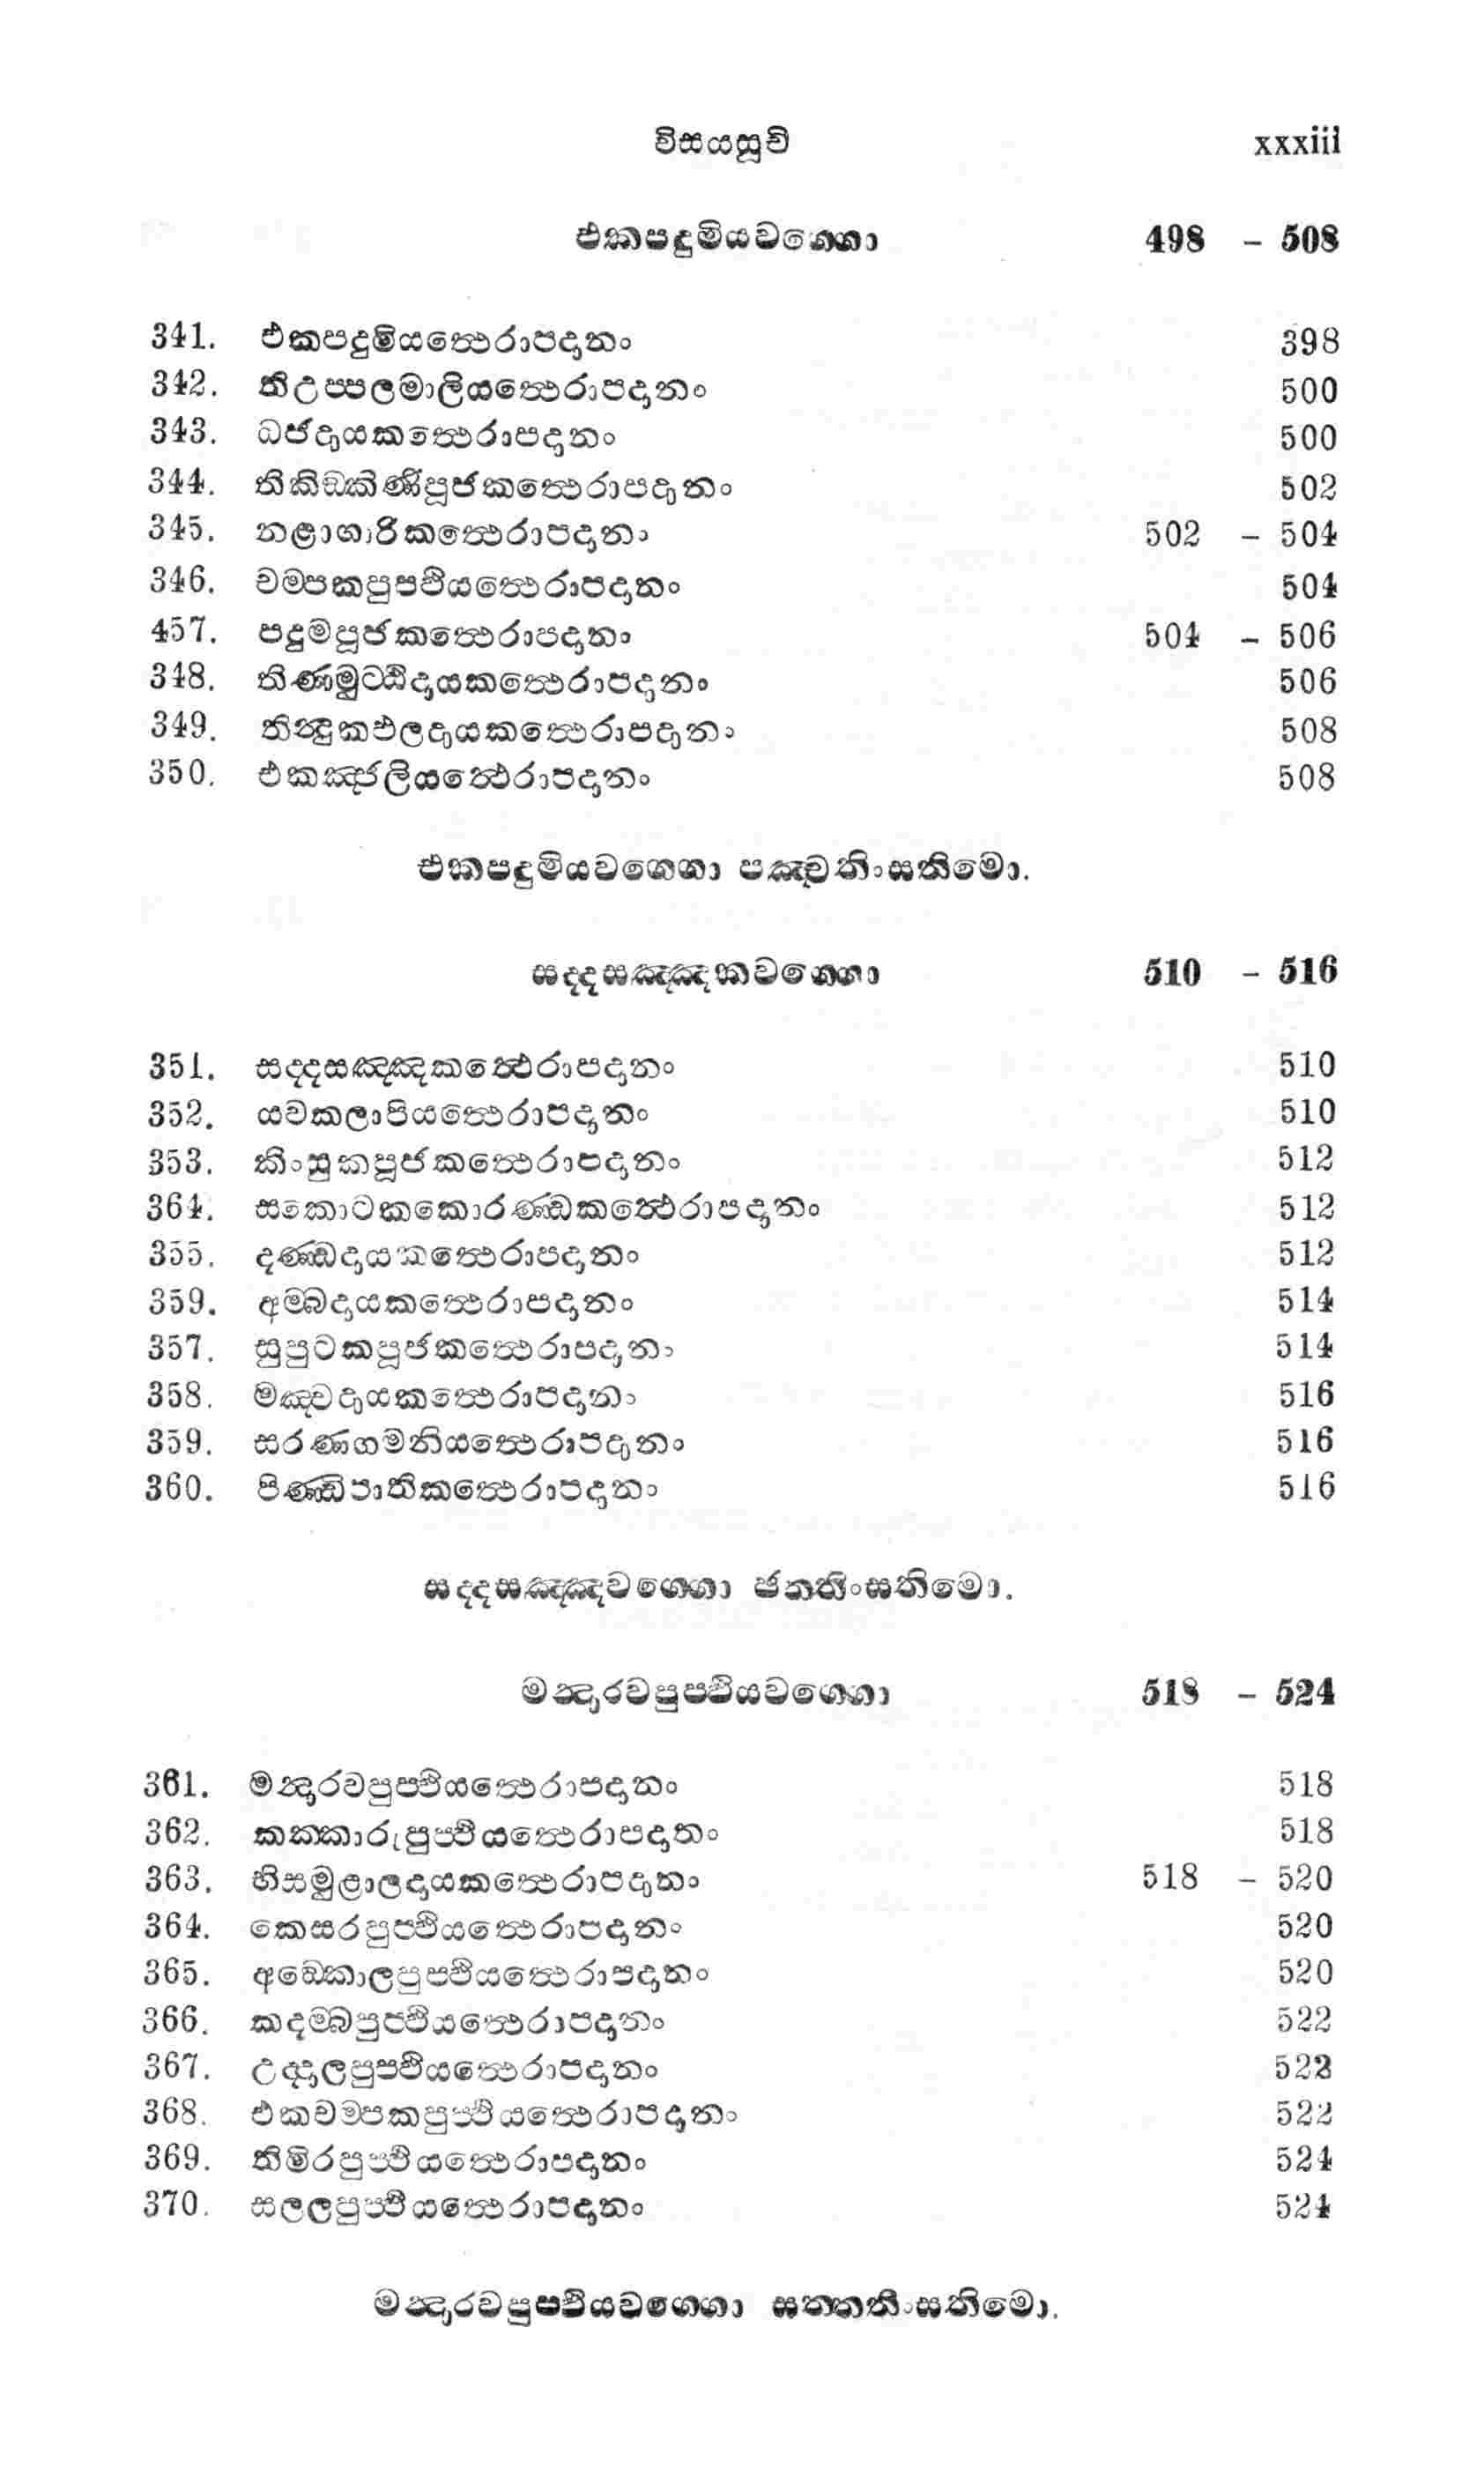 විසයසූචි xxxiii
එකපදුමියවග්ගො 498 – 508
341. එකපදුමියත්ථෙරාපදානං 398
342. තිඋප්පලමාලියත්ථෙරාපදානං 500
343. ධජදායකත්ථෙරාපදානං 500
344. තිකිඞ්කිණිපූජකත්ථෙරාපදානං 502
345. නළාගාරිකත්ථෙරාපදානං 502 – 504
346. චම්පකපුප්ඵියත්ථෙරාපදානං 504
457. පදුමපූජකත්ථෙරාපදානං 504 – 506
348. තිණමුට්ඨිදායකත්ථෙරාපදානං 506
349. තින්දුකඵලදායකත්ථෙරාපදානං 508
350. එකඤ්ජලියත්ථෙරාපදානං 508
එකපදුමියවග්ගො පඤ්චතිංසතිමො.
සද්දසඤ්ඤකවග්ගො 510 – 516
351. සද්දසඤ්ඤකත්ථෙරාපදානං 510
352. යවකලාපියත්ථෙරාපදානං 510
353. කිංසුකපූජකත්ථෙරාපදානං 512
364. සකොටකකොරණ්ඩකත්ථෙරාපදානං 512
355. දණ්ඩදායකත්ථෙරාපදානං 512
359. අම්බදායකත්ථෙරාපදානං 514
357. සුපුටකපූජකත්ථෙරාපදානං 514
358. මඤ්චදායකත්ථෙරාපදානං 516
359. සරණගමනියත්ථෙරාපදානං 516
360. පිණ්ඩපාතිකත්ථෙරාපදානං 516
සද්දසඤ්ඤවග්ගො ඡත්තිංසතිමො.
මන්දාරවපුප්ඵියවග්ගො 518 – 524
361. මන්දාරවපුප්ඵියත්ථෙරාපදානං 518
362. කක්කාරුපුප්ඵියත්ථෙරාපදානං 518
363. භිසමුළාලදායකත්ථෙරාපදානං 518 – 520
364. කෙසරපුප්ඵියත්ථෙරාපදානං 520
365. අඞ්කොලපුප්ඵියත්ථෙරාපදානං 520
366. කදම්බපුප්ඵියත්ථෙරාපදානං 522
367. උද්දාලපුප්ඵියත්ථෙරාපදානං 522
368. එකචම්පකපුප්ඵියත්ථෙරාපදානං 522
369. තිමිරපුප්ඵියත්ථෙරාපදානං 524
370. සලලපුප්ඵියත්ථෙරාපදානං 524
මන්දාරවපුප්ඵියවග්ගො සත්තතිංසතිමො.